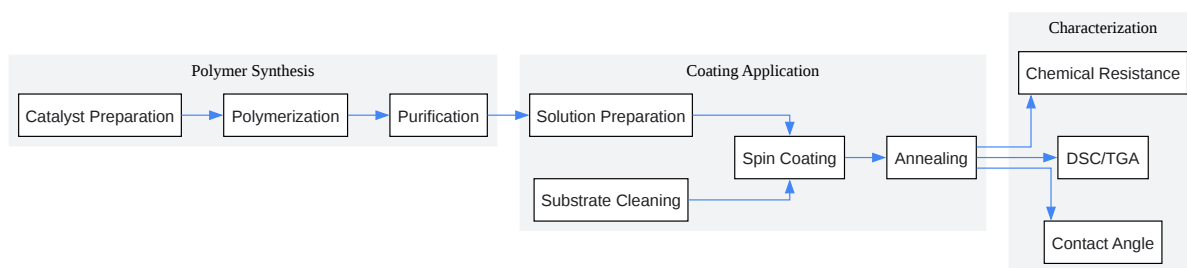 Polymer Synthesis
Catalyst Preparation
Polymerization
Purification
Coating Application
Solution Preparation
Substrate Cleaning
Spin Coating
Annealing
Characterization
Chemical Resistance
DSC/TGA
Contact Angle